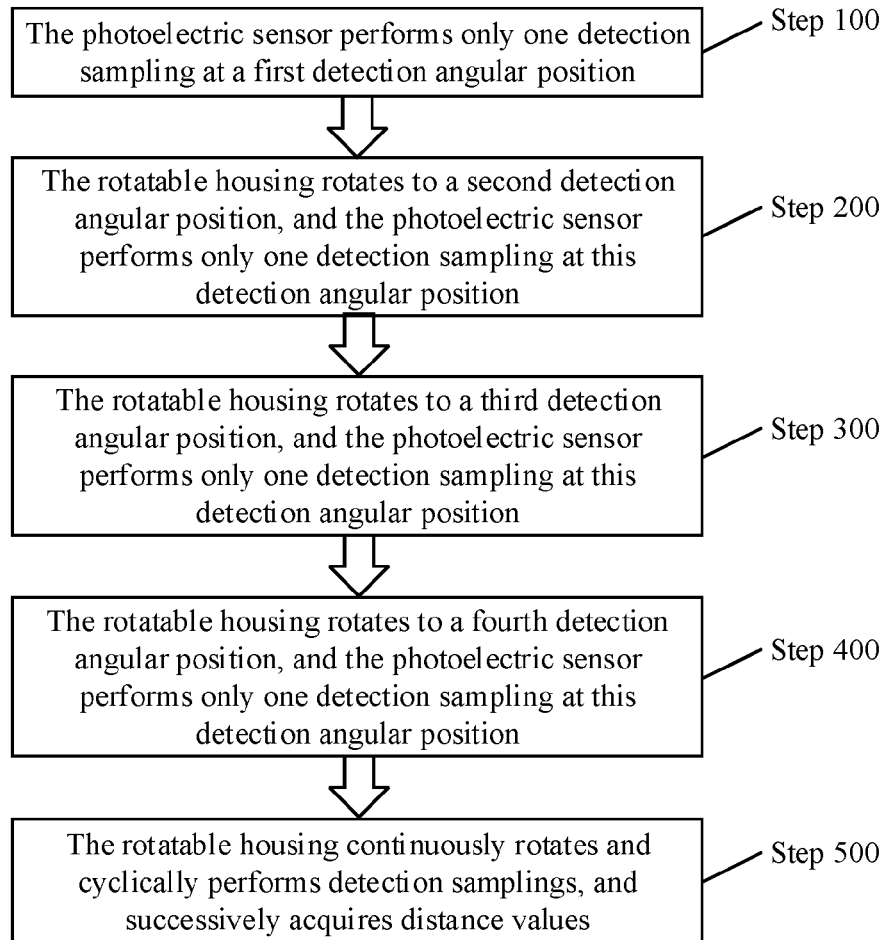 The photoelectric sensor performs only one detection
sampling at a first detection angular position
Step 100
The rotatable housing rotates to a second detection
angular position, and the photoelectric sensor
performs only one detection sampling at this
detection angular position
Step 200
The rotatable housing rotates to a third detection
angular position, and the photoelectric sensor
performs only one detection sampling at this
detection angular position
Step 300
The rotatable housing rotates to a fourth detection
angular position, and the photoelectric sensor
performs only one detection sampling at this
detection angular position
Step 400
The rotatable housing continuously rotates and
cyclically performs detection samplings, and
successively acquires distance values
Step 500